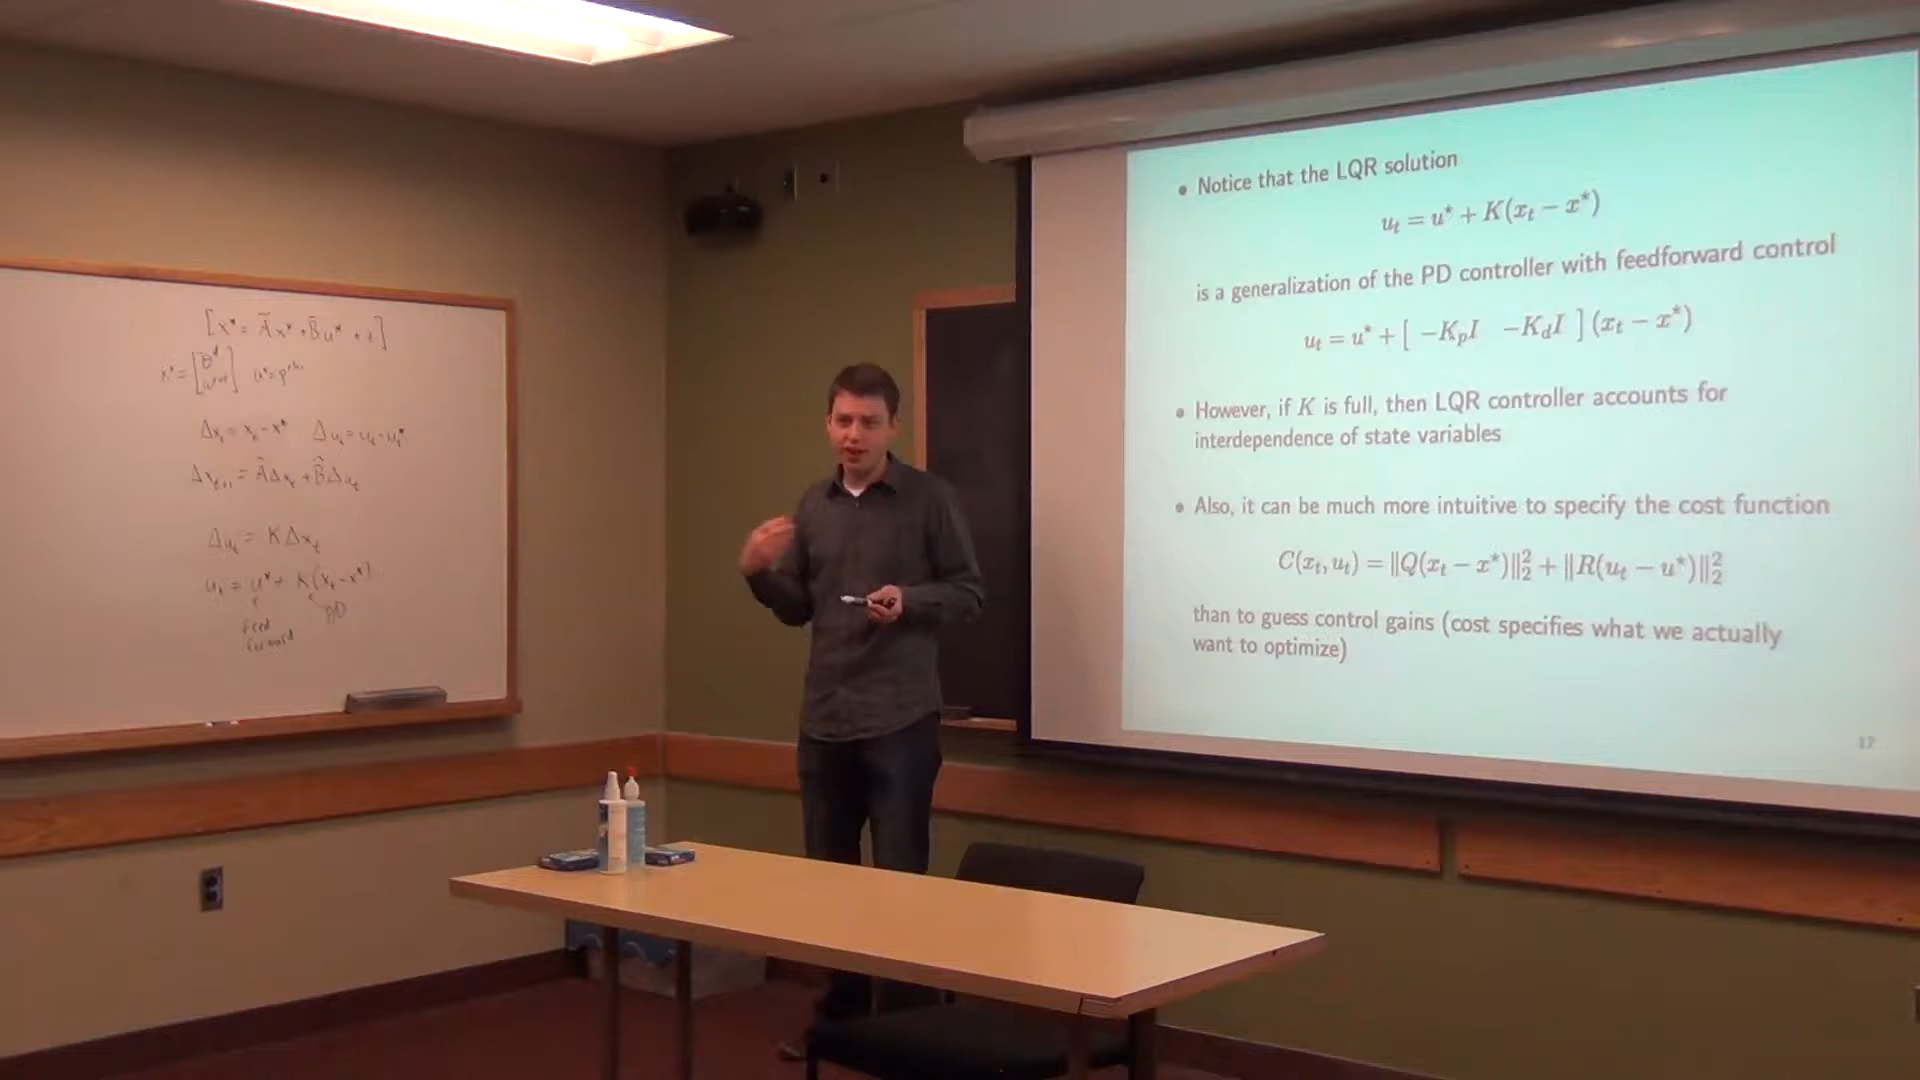 [x* = Ãx* + B̃u* + t]
x* = [θ^d
] u* =
Δx_t = x_t - x* Δu_t = u_t - u_t*
Δx_{t+1} = ÃΔx_t + B̃Δu_t
Δu_t = KΔx_t
u_t = u* + K(x_t - x*)
feed
forward
PD
• Notice that the LQR solution
u_t = u* + K(x_t − x*)
is a generalization of the PD controller with feedforward control
u_t = u* + [ −K_pI −K_dI ] (x_t − x*)
• However, if K is full, then LQR controller accounts for
interdependence of state variables
• Also, it can be much more intuitive to specify the cost function
C(x_t, u_t) = ‖Q(x_t − x*)‖₂² + ‖R(u_t − u*)‖₂²
than to guess control gains (cost specifies what we actually
want to optimize)
17